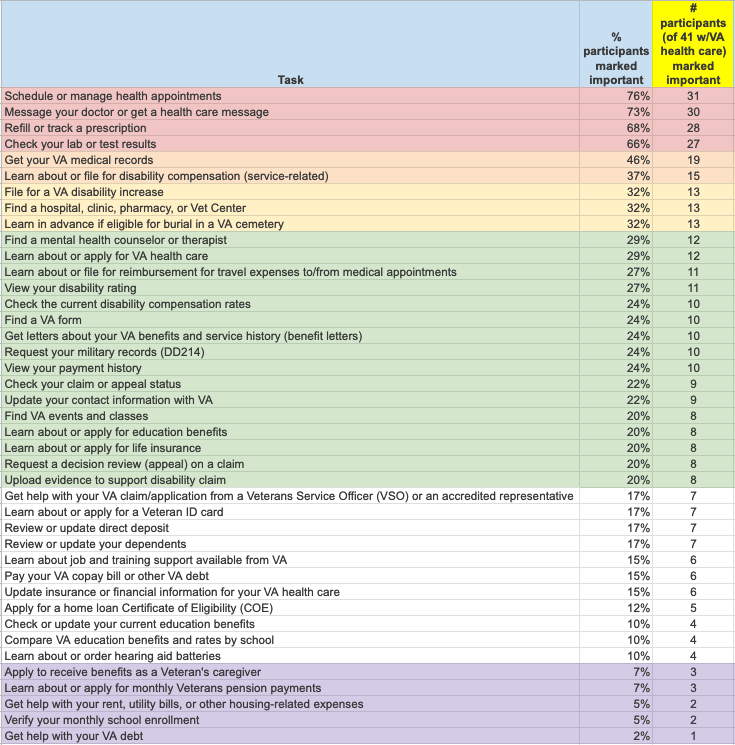 Task % participants marked important # participants (of 41 w/VA health care) marked important
Schedule or manage health appointments 76% 31
Message your doctor or get a health care message 73% 30
Refill or track a prescription 68% 28
Check your lab or test results 66% 27
Get your VA medical records 46% 19
Learn about or file for disability compensation (service-related) 37% 15
File for a VA disability increase 32% 13
Find a hospital, clinic, pharmacy, or Vet Center 32% 13
Learn in advance if eligible for burial in a VA cemetery 32% 13
Find a mental health counselor or therapist 29% 12
Learn about or apply for VA health care 29% 12
Learn about or file for reimbursement for travel expenses to/from medical appointments 27% 11
View your disability rating 27% 11
Check the current disability compensation rates 24% 10
Find a VA form 24% 10
Get letters about your VA benefits and service history (benefit letters) 24% 10
Request your military records (DD214) 24% 10
View your payment history 24% 10
Check your claim or appeal status 22% 9
Update your contact information with VA 22% 9
Find VA events and classes 20% 8
Learn about or apply for education benefits 20% 8
Learn about or apply for life insurance 20% 8
Request a decision review (appeal) on a claim 20% 8
Upload evidence to support disability claim 20% 8
Get help with your VA claim/application from a Veterans Service Officer (VSO) or an accredited representative 17% 7
Learn about or apply for a Veteran ID card 17% 7
Review or update direct deposit 17% 7
Review or update your dependents 17% 7
Learn about job and training support available from VA 15% 6
Pay your VA copay bill or other VA debt 15% 6
Update insurance or financial information for your VA health care 15% 6
Apply for a home loan Certificate of Eligibility (COE) 12% 5
Check or update your current education benefits 10% 4
Compare VA education benefits and rates by school 10% 4
Learn about or order hearing aid batteries 10% 4
Apply to receive benefits as a Veteran's caregiver 7% 3
Learn about or apply for monthly Veterans pension payments 7% 3
Get help with your rent, utility bills, or other housing-related expenses 5% 2
Verify your monthly school enrollment 5% 2
Get help with your VA debt 2% 1